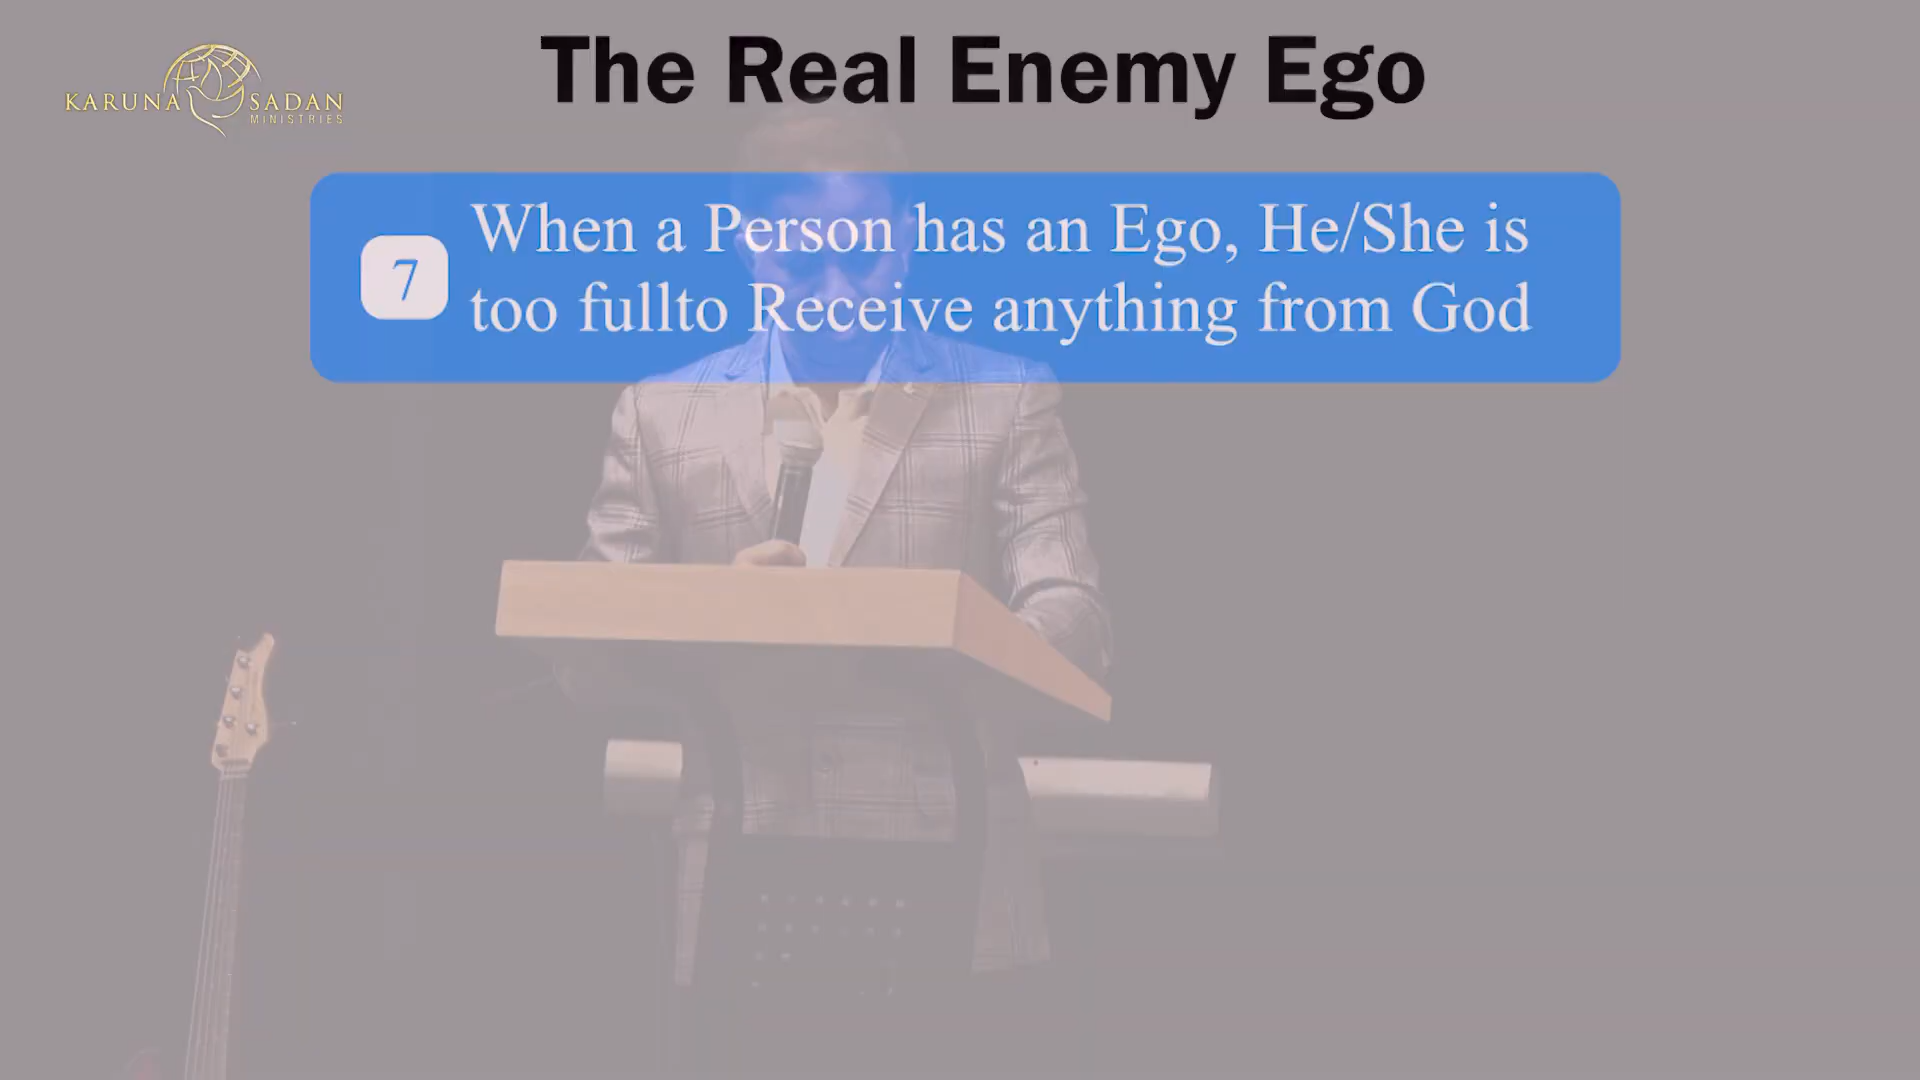 The Real Enemy Ego
KARUNA SADAN
MINISTRIES
7
When a Person has an Ego, He/She is
too fullto Receive anything from God